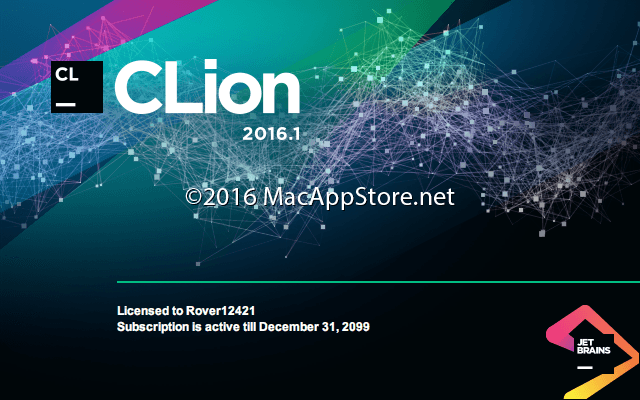 CL
CLion
2016.1
©2016 MacAppStore.net
Licensed to Rover12421
Subscription is active till December 31, 2099
JET
BRAINS